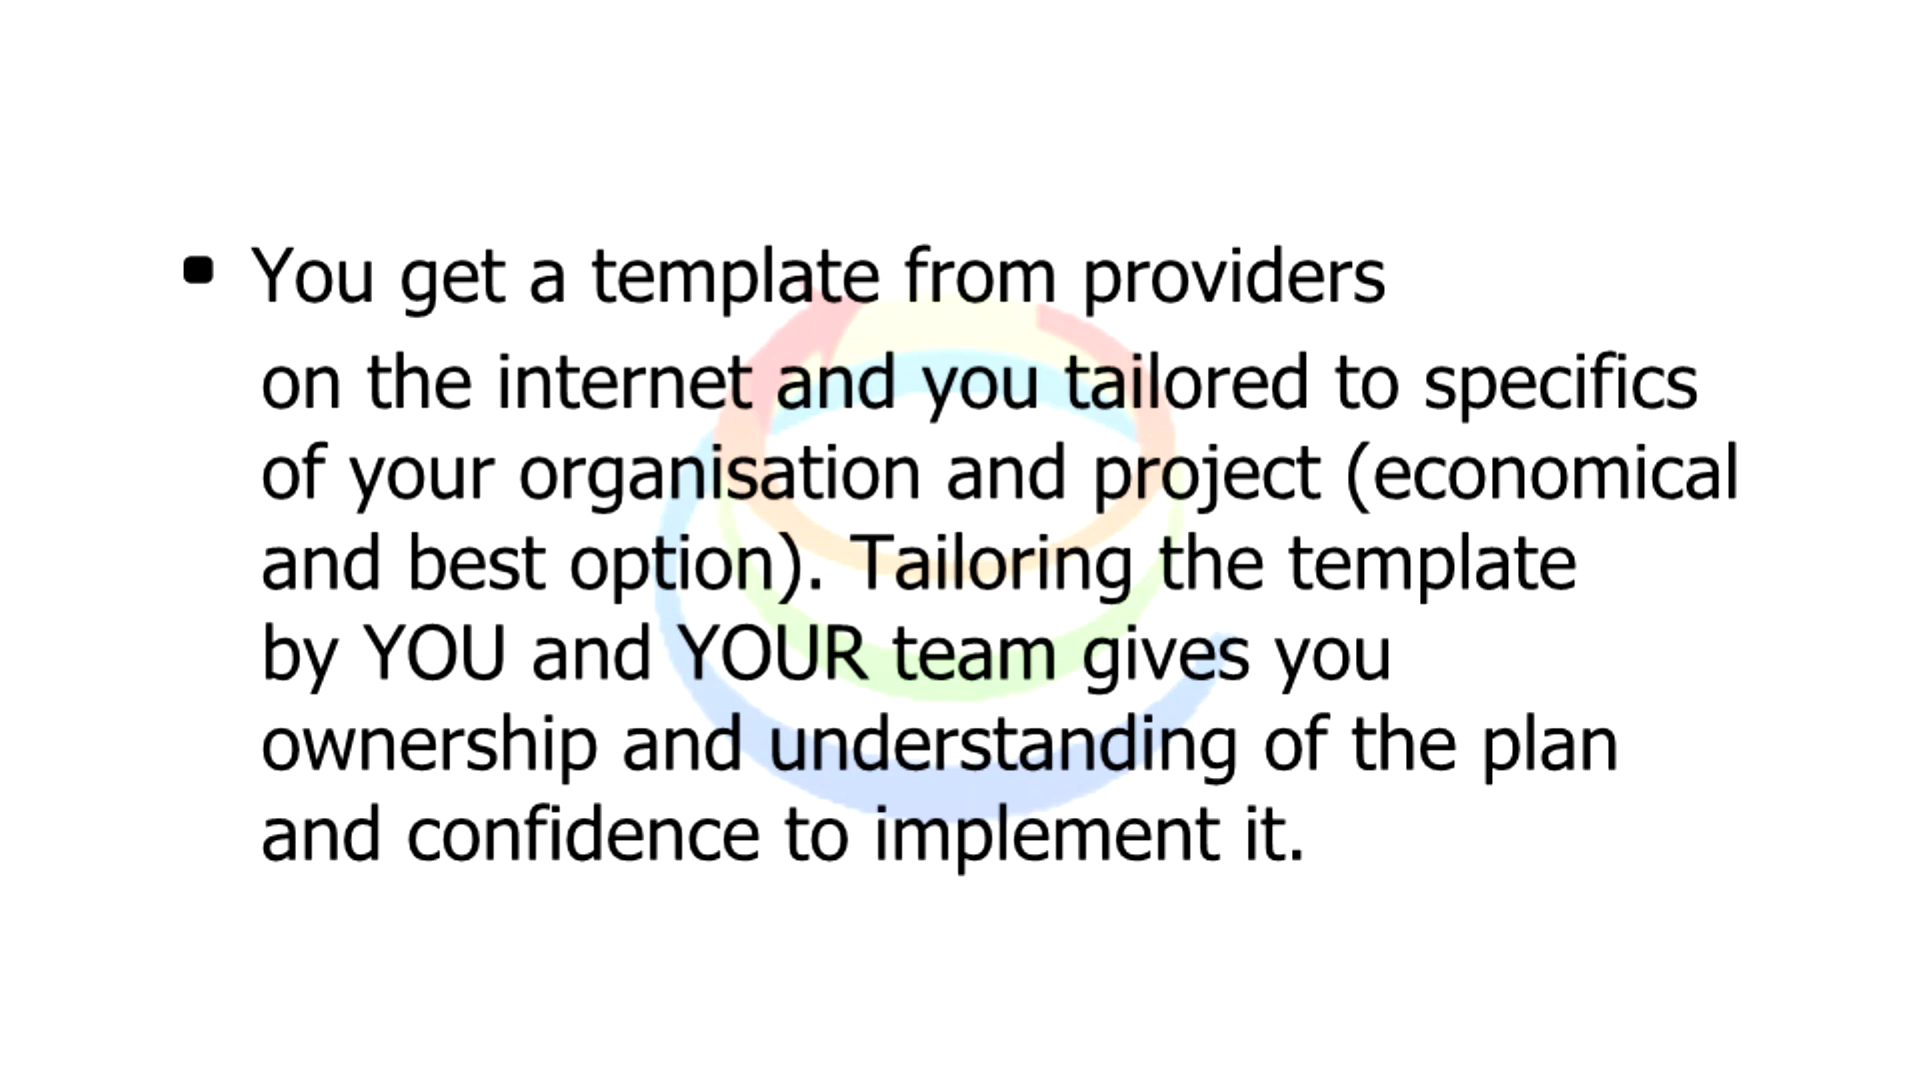 ▪ You get a template from providers
on the internet and you tailored to specifics
of your organisation and project (economical
and best option). Tailoring the template
by YOU and YOUR team gives you
ownership and understanding of the plan
and confidence to implement it.